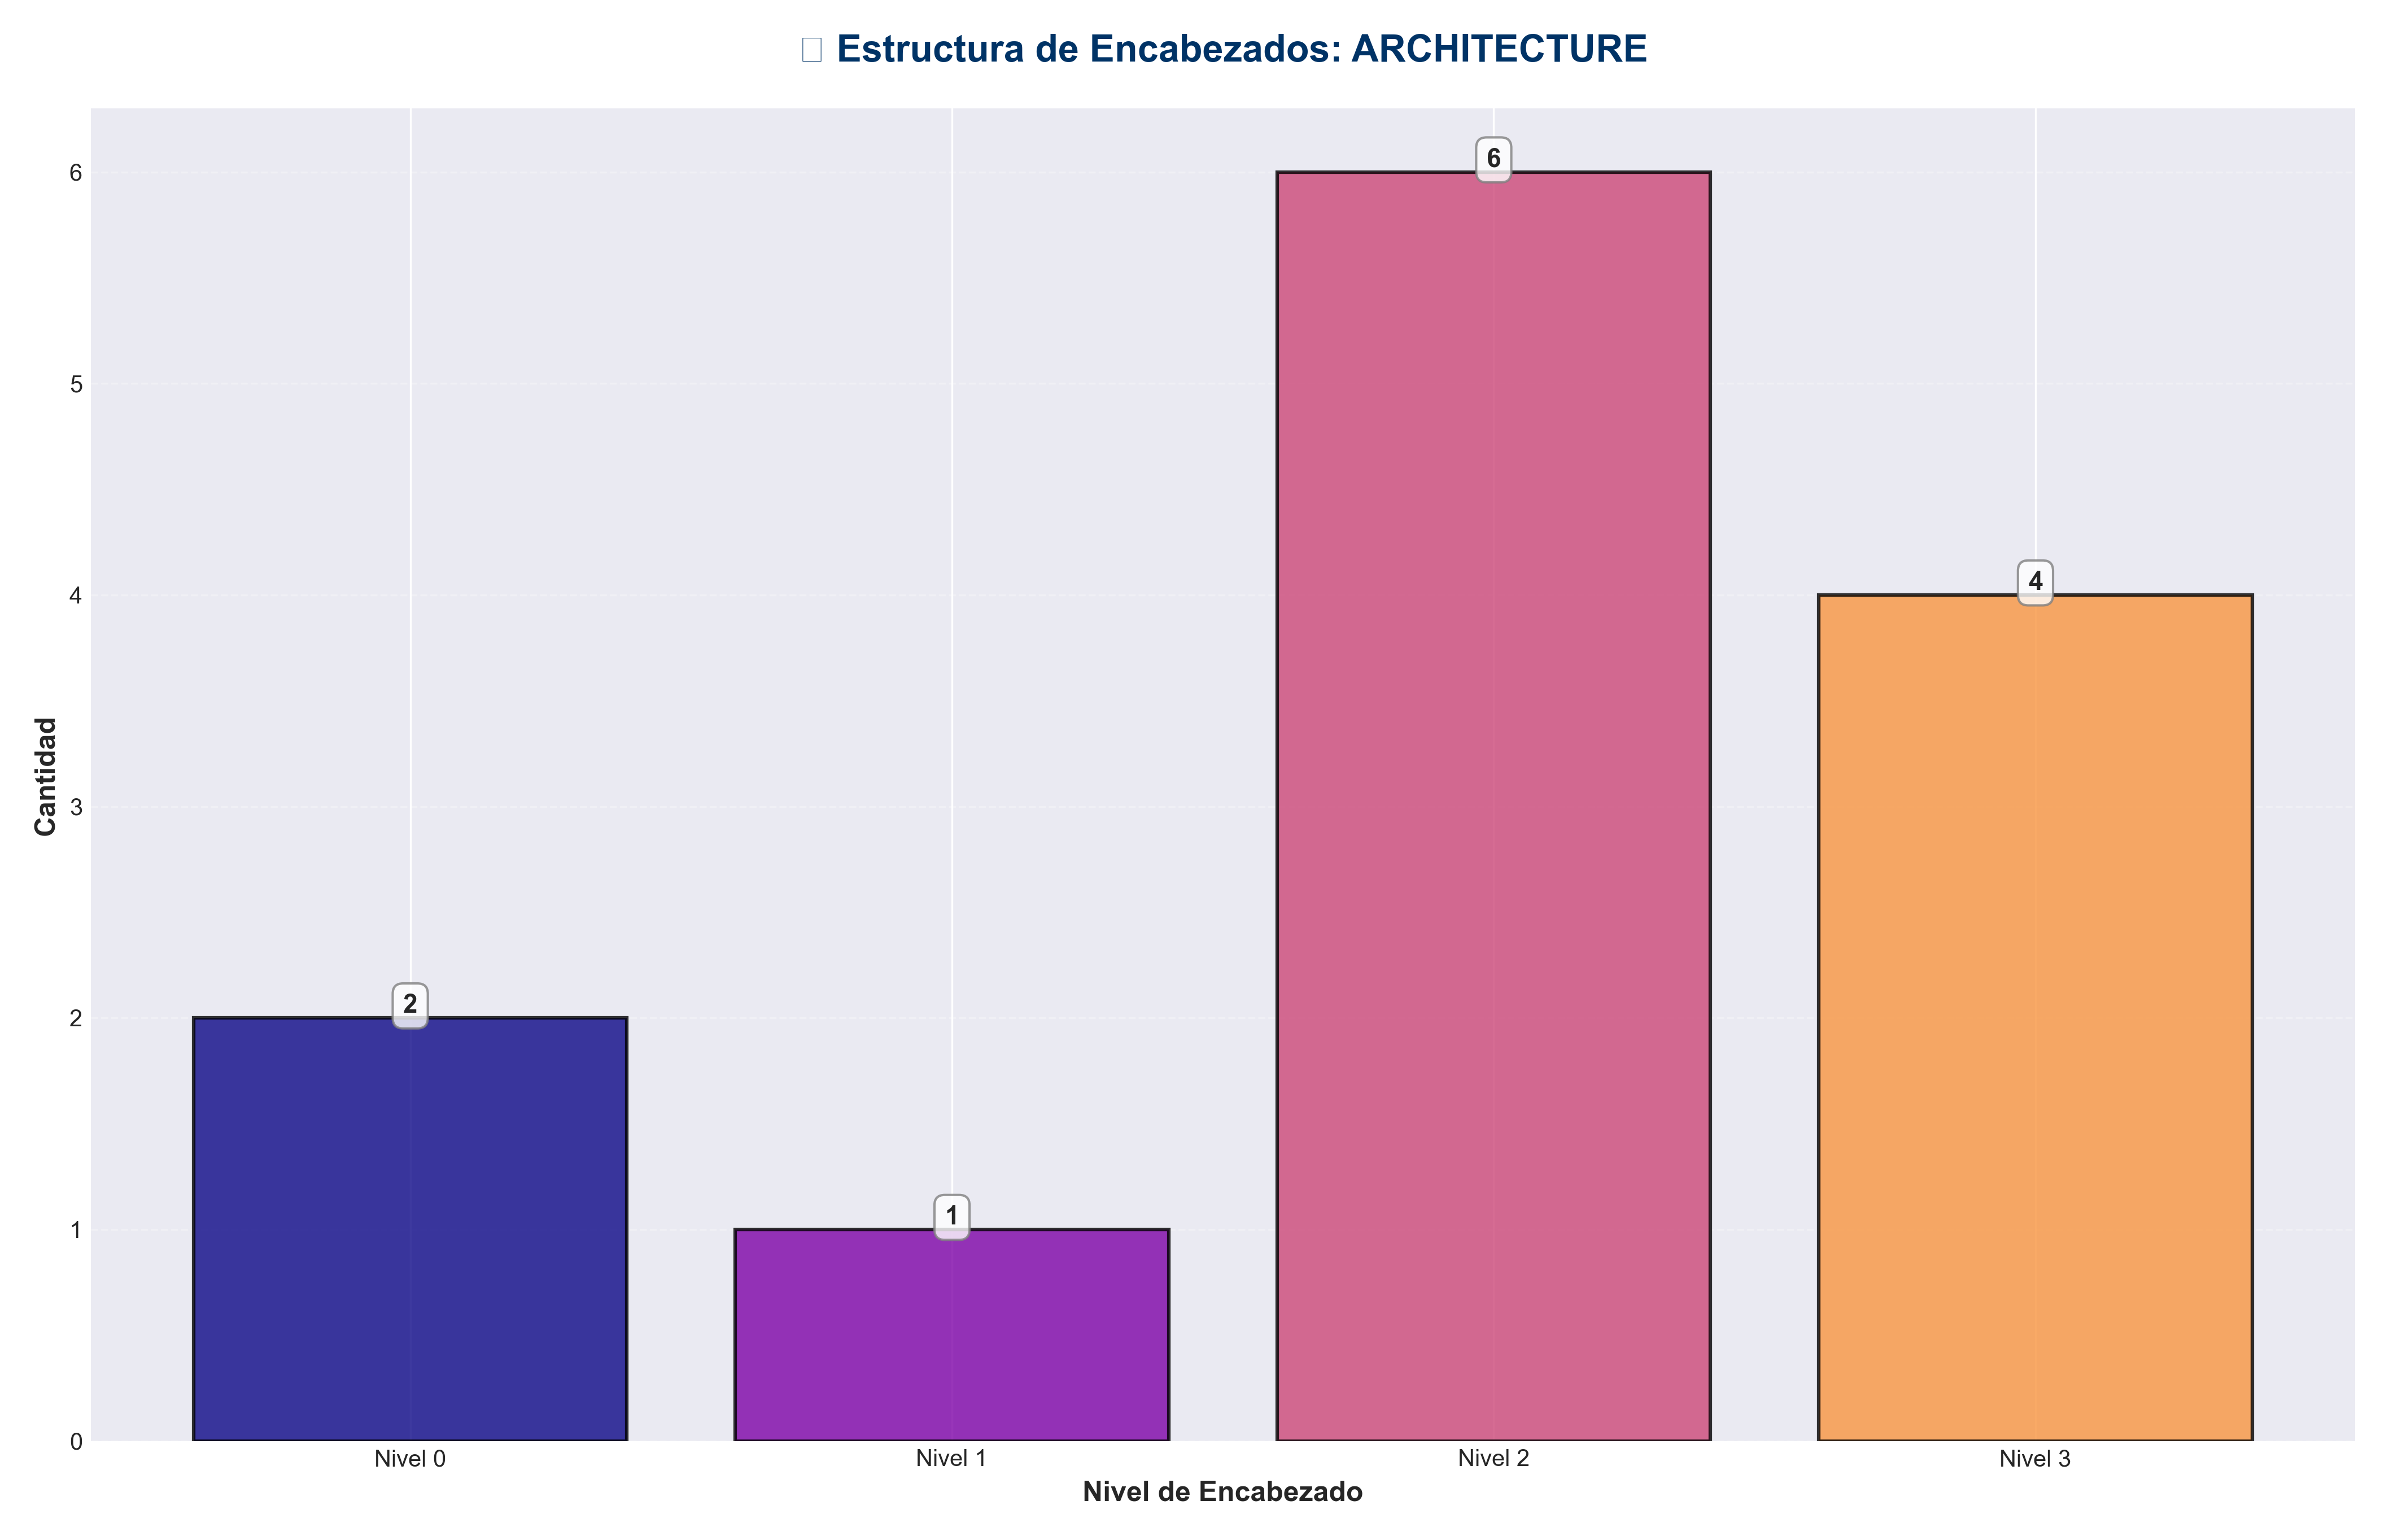 Estructura de Encabezados: ARCHITECTURE
6
5
4
3
2
1
0
Cantidad
2
1
6
4
Nivel 0
Nivel 1
Nivel 2
Nivel 3
Nivel de Encabezado